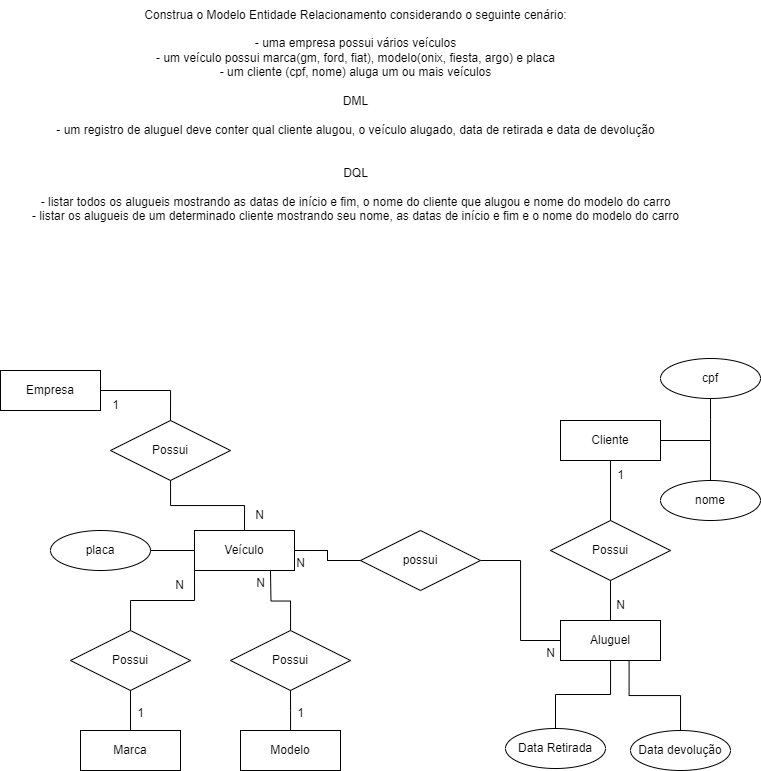 Construa o Modelo Entidade Relacionamento considerando o seguinte cenário:
- uma empresa possui vários veículos
- um veículo possui marca(gm, ford, fiat), modelo(onix, fiesta, argo) e placa
- um cliente (cpf, nome) aluga um ou mais veículos
DML
- um registro de aluguel deve conter qual cliente alugou, o veículo alugado, data de retirada e data de devolução
DQL
- listar todos os alugueis mostrando as datas de início e fim, o nome do cliente que alugou e nome do modelo do carro
- listar os alugueis de um determinado cliente mostrando seu nome, as datas de início e fim e o nome do modelo do carro
Empresa
1
Possui
N
cpf
Cliente
1
nome
placa
Veículo
N
possui
Possui
N
N
N
Aluguel
N
Possui
Possui
1
1
Marca
Modelo
Data Retirada
Data devolução